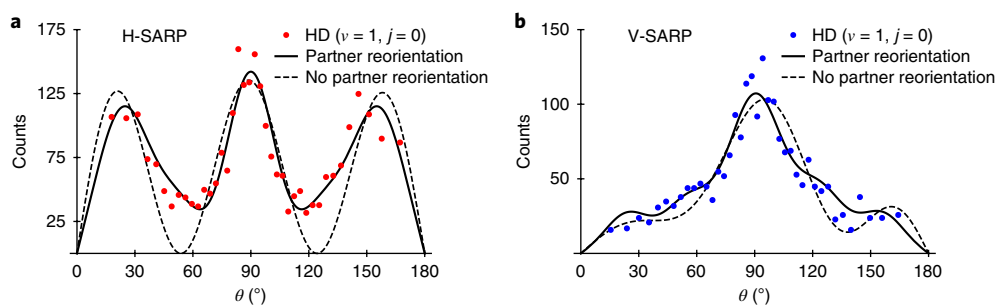 a
H-SARP
HD (v = 1, j = 0)
Partner reorientation
No partner reorientation
Counts
175
125
75
25
0
30
60
90
120
150
180
θ (°)
b
V-SARP
HD (v = 1, j = 0)
Partner reorientation
No partner reorientation
Counts
150
100
50
0
0
30
60
90
120
150
180
θ (°)